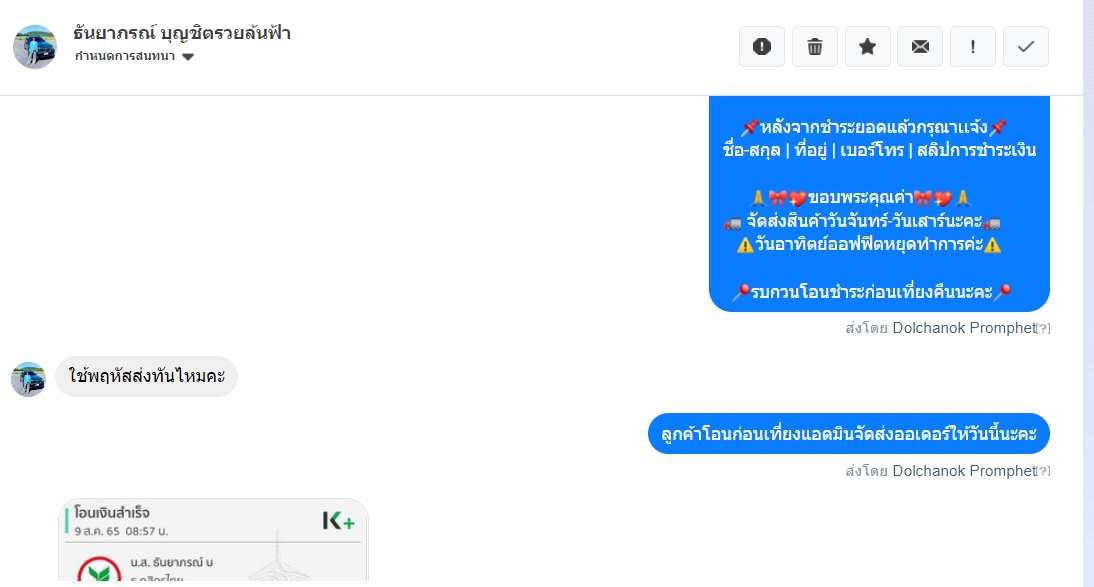 ธันยาภรณ์ บุญชิตรวยล้นฟ้า
กำหนดการสนทนา
📌หลังจากชำระยอดแล้วกรุณาแจ้ง📌
ชื่อ-สกุล | ที่อยู่ | เบอร์โทร | สลิปการชำระเงิน
🙏🎀💖ขอบพระคุณค่า🎀💖🙏
🚛 จัดส่งสินค้าวันจันทร์-วันเสาร์นะคะ🚛
⚠️วันอาทิตย์ออฟฟิตหยุดทำการค่ะ⚠️
📍รบกวนโอนชำระก่อนเที่ยงคืนนะคะ📍
ส่งโดย Dolchanok Promphet[?]
ใช้พฤหัสส่งทันไหมคะ
ลูกค้าโอนก่อนเที่ยงแอดมินจัดส่งออเดอร์ให้วันนี้นะคะ
ส่งโดย Dolchanok Promphet[?]
โอนเงินสำเร็จ
9 ส.ค. 65 08:57 น.
K+
น.ส. ธันยาภรณ์ บ
ธ.กสิกรไทย